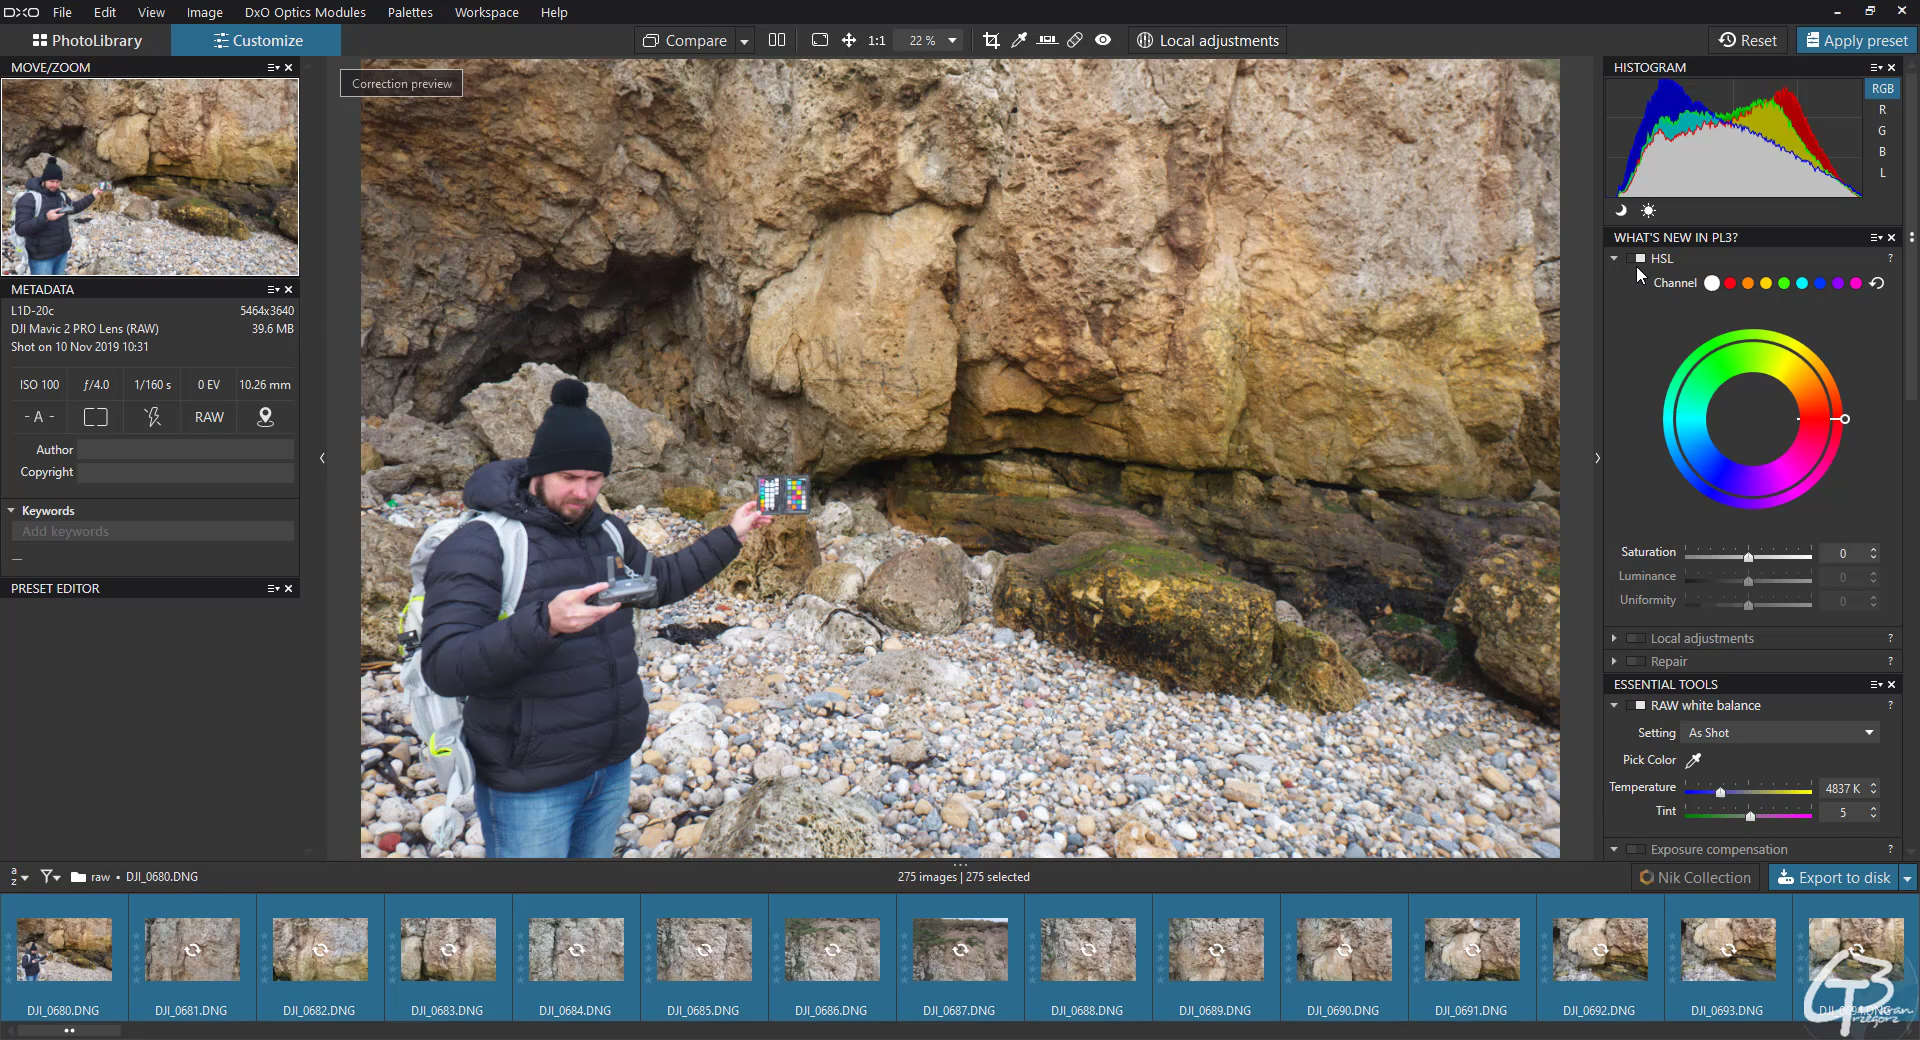 DXO File Edit View Image DxO Optics Modules Palettes Workspace Help
PhotoLibrary Customize Compare 1:1 22 % Local adjustments Reset Apply preset
MOVE/ZOOM
Correction preview
METADATA
L1D-20c 5464x3640
DJI Mavic 2 PRO Lens (RAW) 39.6 MB
Shot on 10 Nov 2019 10:31
ISO 100 ƒ/4.0 1/160 s 0 EV 10.26 mm
- A - RAW
Author
Copyright
Keywords
Add keywords
—
PRESET EDITOR
HISTOGRAM
RGB
R
G
B
L
WHAT'S NEW IN PL3?
HSL ?
Channel
Saturation 0
Luminance 0
Uniformity 0
Local adjustments ?
Repair ?
ESSENTIAL TOOLS
RAW white balance ?
Setting As Shot
Pick Color
Temperature 4837 K
Tint 5
Exposure compensation ?
a z raw • DJI_0680.DNG 275 images | 275 selected Nik Collection Export to disk
DJI_0680.DNG DJI_0681.DNG DJI_0682.DNG DJI_0683.DNG DJI_0684.DNG DJI_0685.DNG DJI_0686.DNG DJI_0687.DNG DJI_0688.DNG DJI_0689.DNG DJI_0690.DNG DJI_0691.DNG DJI_0692.DNG DJI_0693.DNG